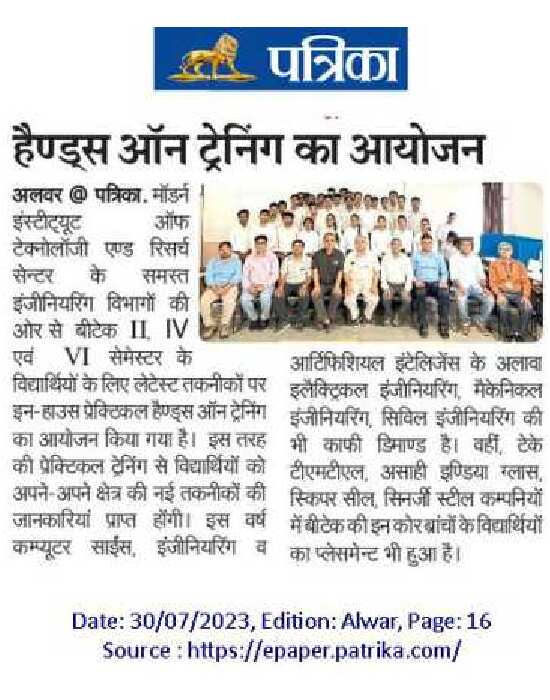 पत्रिका
हैण्ड्स ऑन ट्रेनिंग का आयोजन
अलवर @ पत्रिका. मॉडर्न
इंस्टीट्यूट ऑफ
टेक्नोलॉजी एण्ड रिसर्च
सेन्टर के समस्त
इंजीनियरिंग विभागों की
ओर से बीटेक II, IV
एवं VI सेमेस्टर के
विद्यार्थियों के लिए लेटेस्ट तकनीकों पर
इन-हाउस प्रेक्टिकल हैण्ड्स ऑन ट्रेनिंग
का आयोजन किया गया है। इस तरह
की प्रेक्टिकल ट्रेनिंग से विद्यार्थियों को
अपने-अपने क्षेत्र की नई तकनीकों की
जानकारियां प्राप्त होंगी। इस वर्ष
कम्प्यूटर साईंस, इंजीनियरिंग व
आर्टिफिशियल इंटेलिजेंस के अलावा
इलैक्ट्रिकल इंजीनियरिंग, मैकेनिकल
इंजीनियरिंग, सिविल इंजीनियरिंग की
भी काफी डिमाण्ड है। वहीं, टेके
टीएमटीएल, असाही इण्डिया ग्लास,
स्किपर सील, सिनर्जी स्टील कम्पनियों
में बीटेक की इन कोर ब्रांचों के विद्यार्थियों
का प्लेसमेन्ट भी हुआ है।
Date: 30/07/2023, Edition: Alwar, Page: 16
Source : https://epaper.patrika.com/